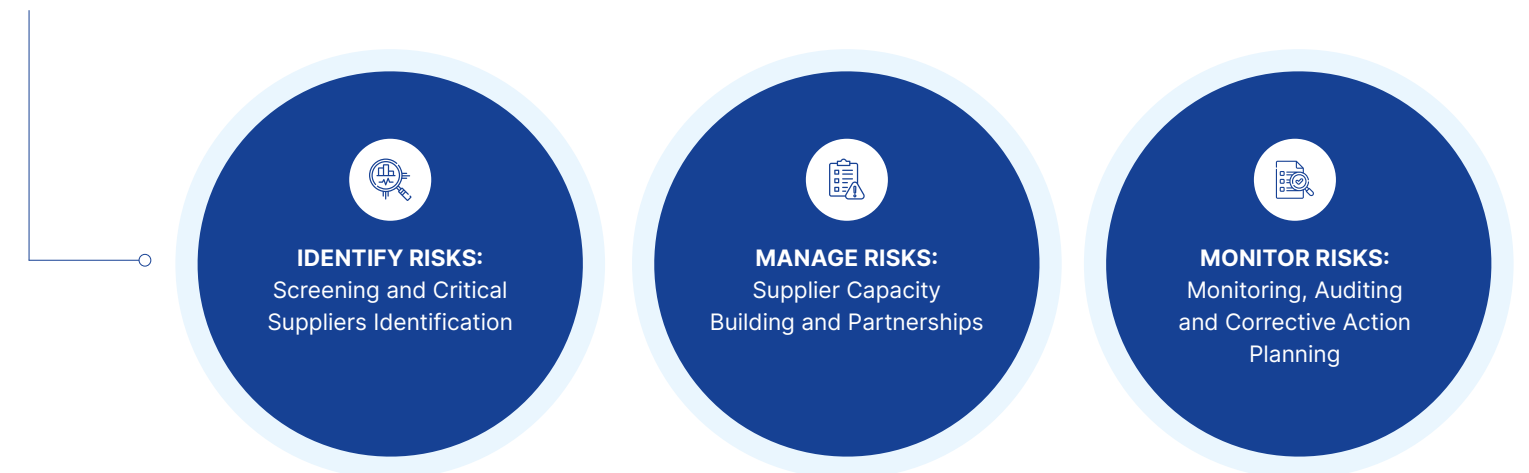 IDENTIFY RISKS:
Screening and Critical
Suppliers Identification
MANAGE RISKS:
Supplier Capacity
Building and Partnerships
MONITOR RISKS:
Monitoring, Auditing
and Corrective Action
Planning